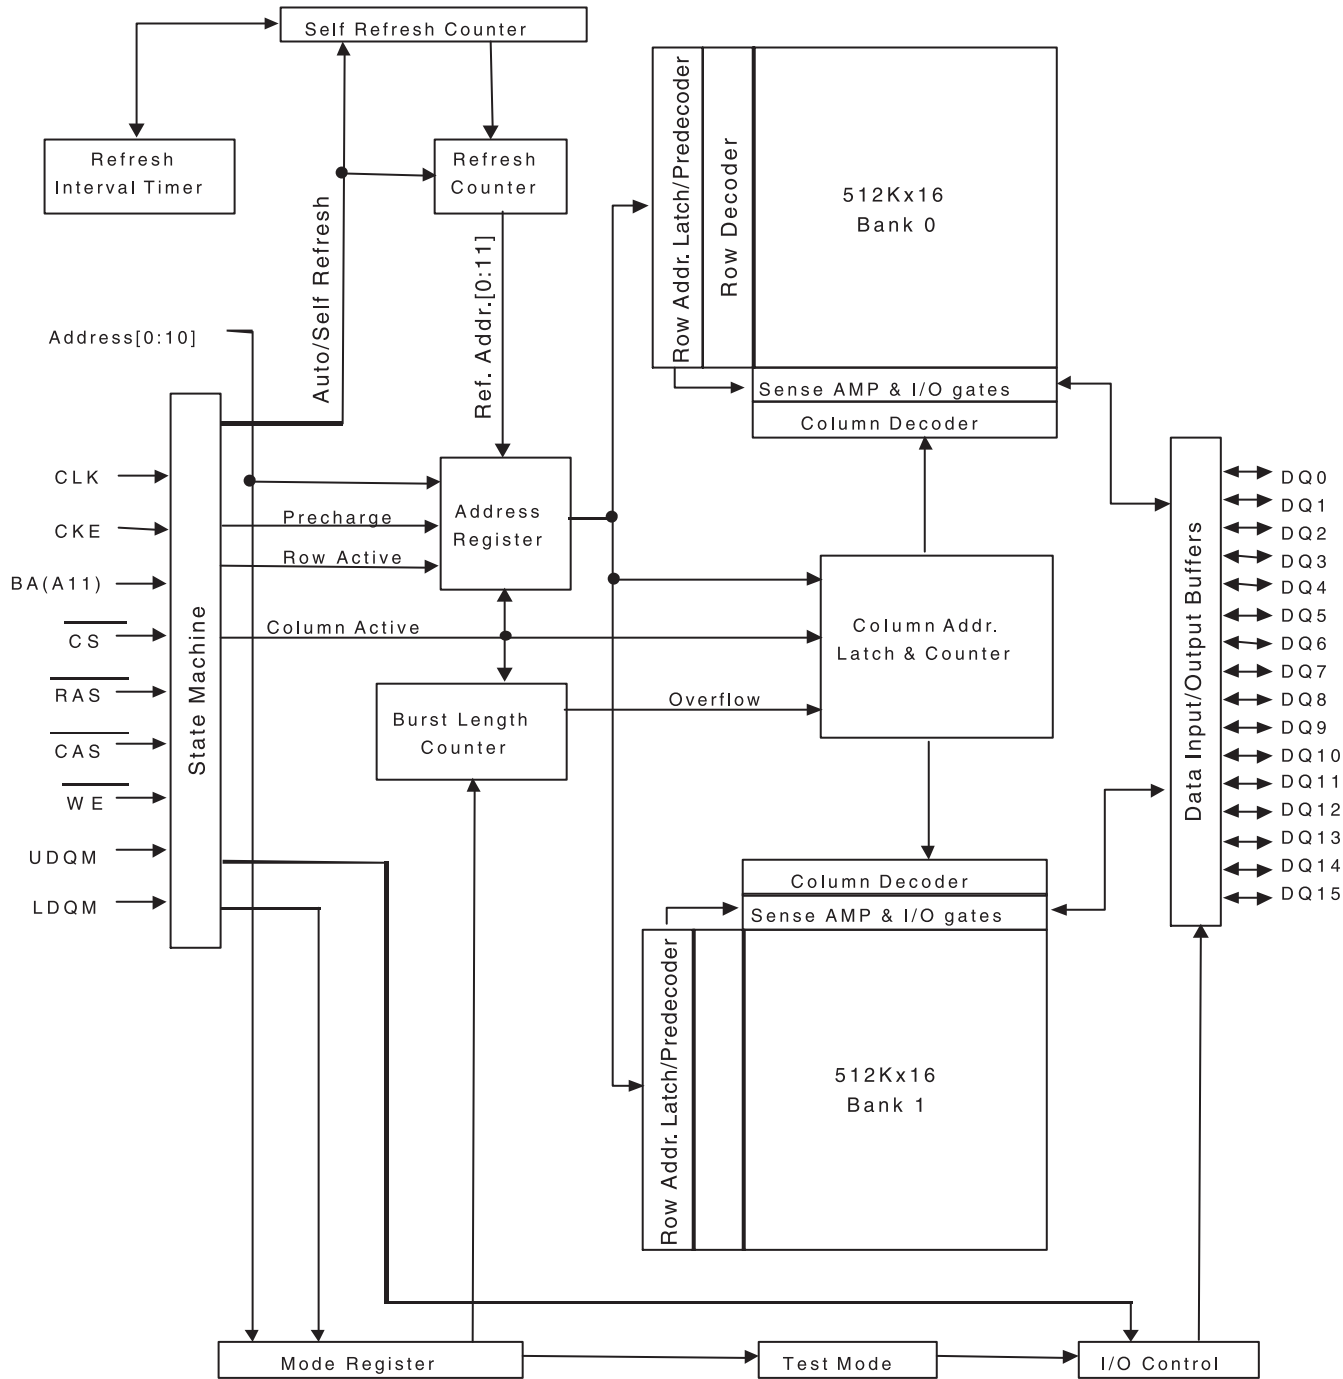 Self Refresh Counter
Refresh
Interval Timer
Refresh
Counter
Auto/Self Refresh
Ref. Addr.[0:11]
Row Addr. Latch/Predecoder
Row Decoder
512Kx16
Bank 0
Sense AMP & I/O gates
Column Decoder
Address[0:10]
State Machine
CLK
CKE
BA(A11)
CS
RAS
CAS
WE
UDQM
LDQM
Precharge
Row Active
Column Active
Address
Register
Burst Length
Counter
Overflow
Column Addr.
Latch & Counter
Data Input/Output Buffers
DQ0
DQ1
DQ2
DQ3
DQ4
DQ5
DQ6
DQ7
DQ8
DQ9
DQ10
DQ11
DQ12
DQ13
DQ14
DQ15
Column Decoder
Sense AMP & I/O gates
Row Addr. Latch/Predecoder
512Kx16
Bank 1
Mode Register
Test Mode
I/O Control